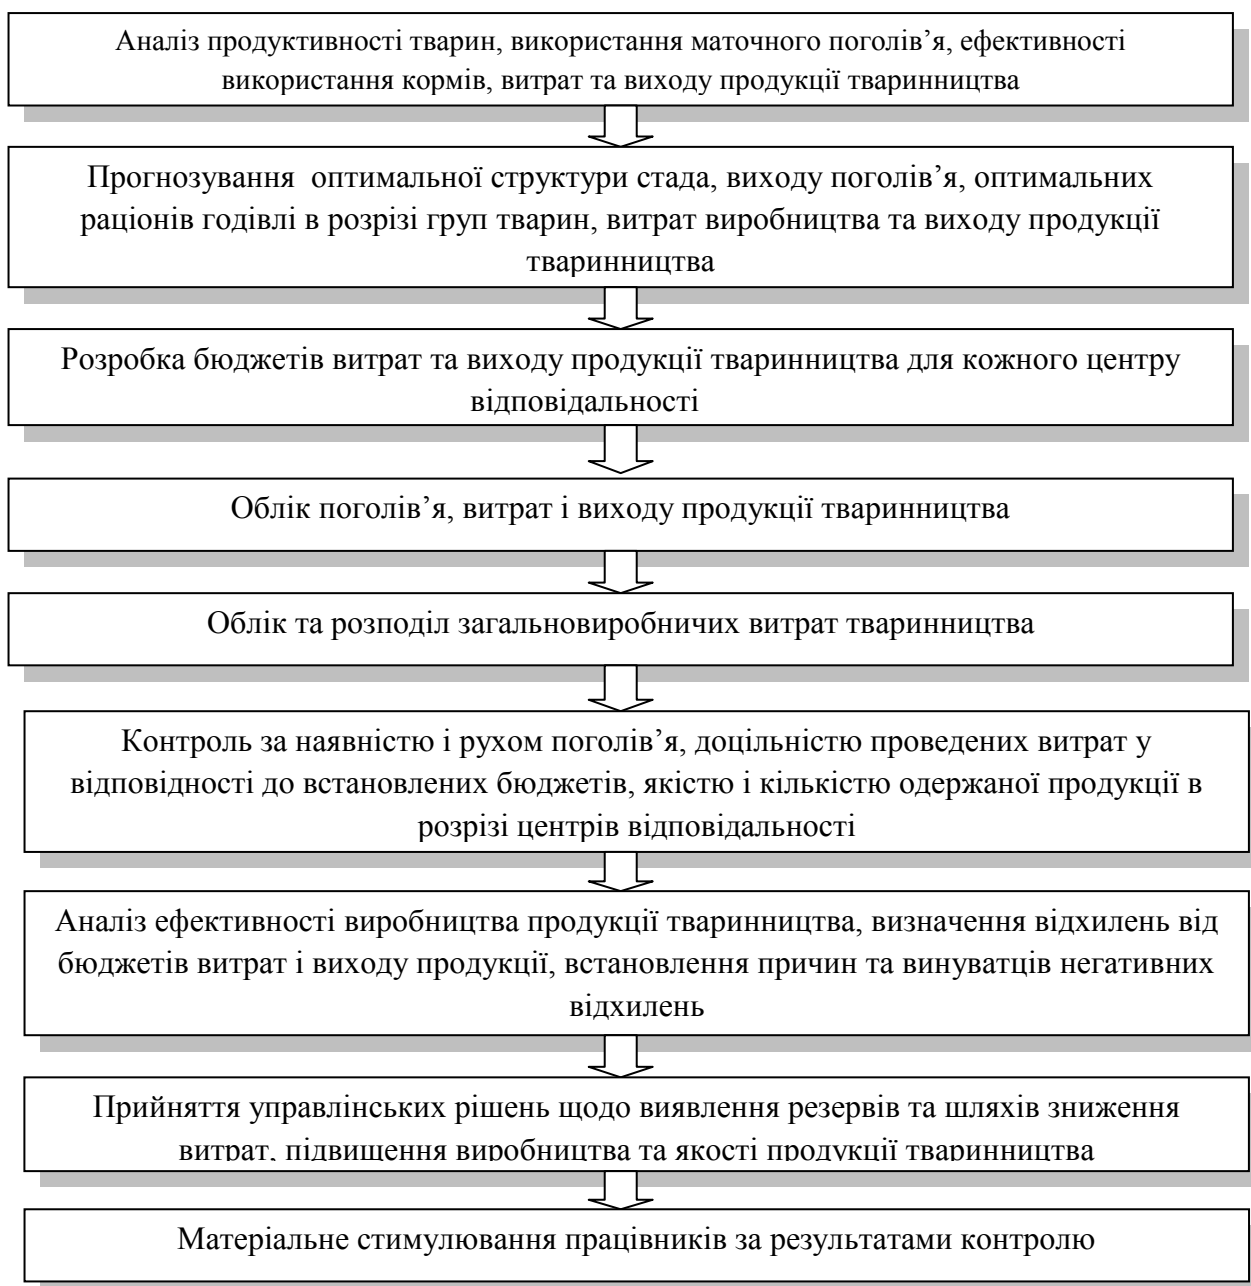 Аналіз продуктивності тварин, використання маточного поголів’я, ефективності
використання кормів, витрат та виходу продукції тваринництва
Прогнозування оптимальної структури стада, виходу поголів’я, оптимальних
раціонів годівлі в розрізі груп тварин, витрат виробництва та виходу продукції
тваринництва
Розробка бюджетів витрат та виходу продукції тваринництва для кожного центру
відповідальності
Облік поголів’я, витрат і виходу продукції тваринництва
Облік та розподіл загальновиробничих витрат тваринництва
Контроль за наявністю і рухом поголів’я, доцільністю проведених витрат у
відповідності до встановлених бюджетів, якістю і кількістю одержаної продукції в
розрізі центрів відповідальності
Аналіз ефективності виробництва продукції тваринництва, визначення відхилень від
бюджетів витрат і виходу продукції, встановлення причин та винуватців негативних
відхилень
Прийняття управлінських рішень щодо виявлення резервів та шляхів зниження
витрат, підвищення виробництва та якості продукції тваринництва
Матеріальне стимулювання працівників за результатами контролю